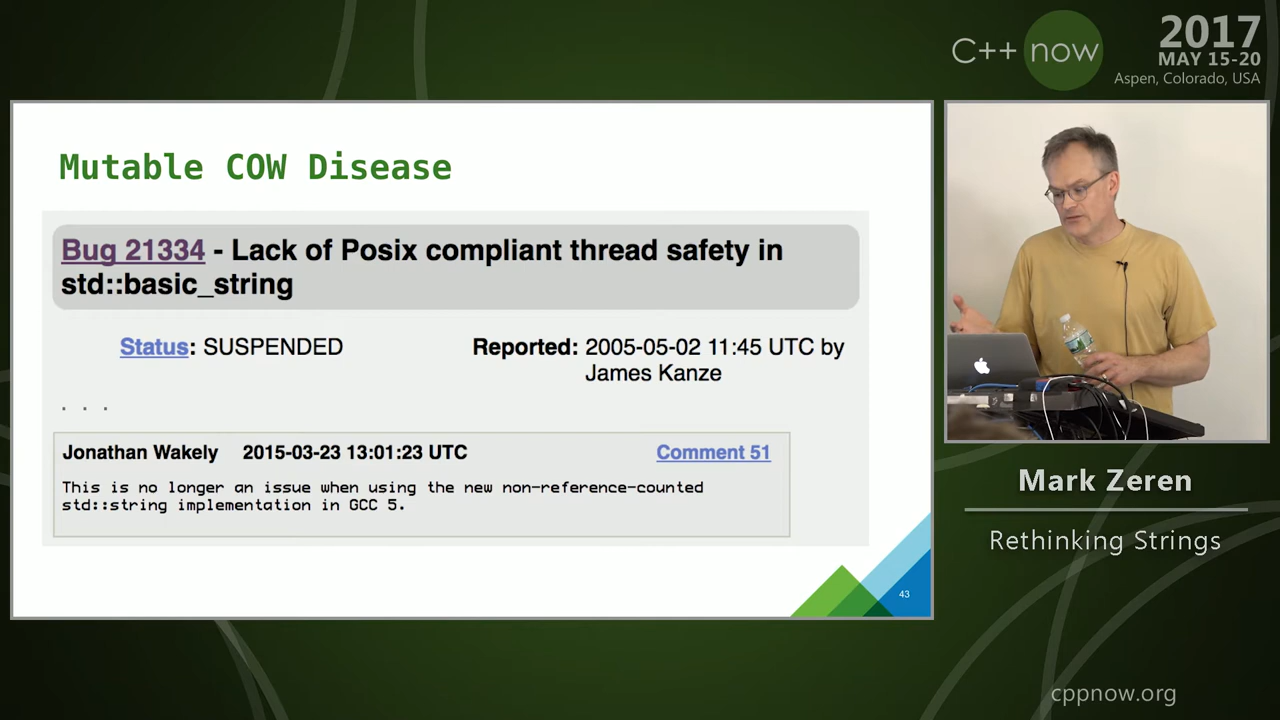 C++ now
2017
MAY 15-20
Aspen, Colorado, USA
Mutable COW Disease
Bug 21334 - Lack of Posix compliant thread safety in
std::basic_string
Status: SUSPENDED
Reported: 2005-05-02 11:45 UTC by
James Kanze
. . .
Jonathan Wakely 2015-03-23 13:01:23 UTC Comment 51
This is no longer an issue when using the new non-reference-counted
std::string implementation in GCC 5.
43
Mark Zeren
Rethinking Strings
cppnow.org